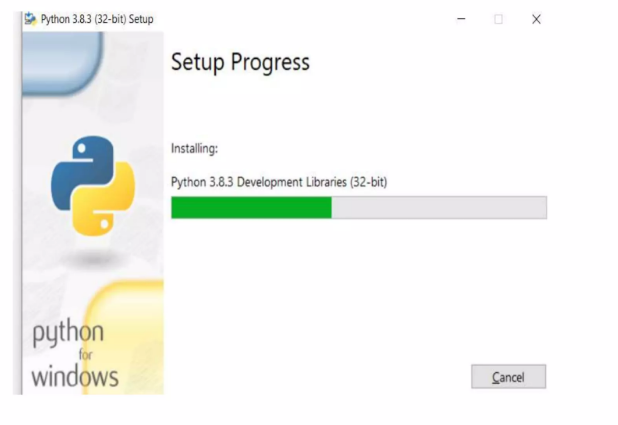 Python 3.8.3 (32-bit) Setup
Setup Progress
Installing:
Python 3.8.3 Development Libraries (32-bit)
python
for
windows
Cancel